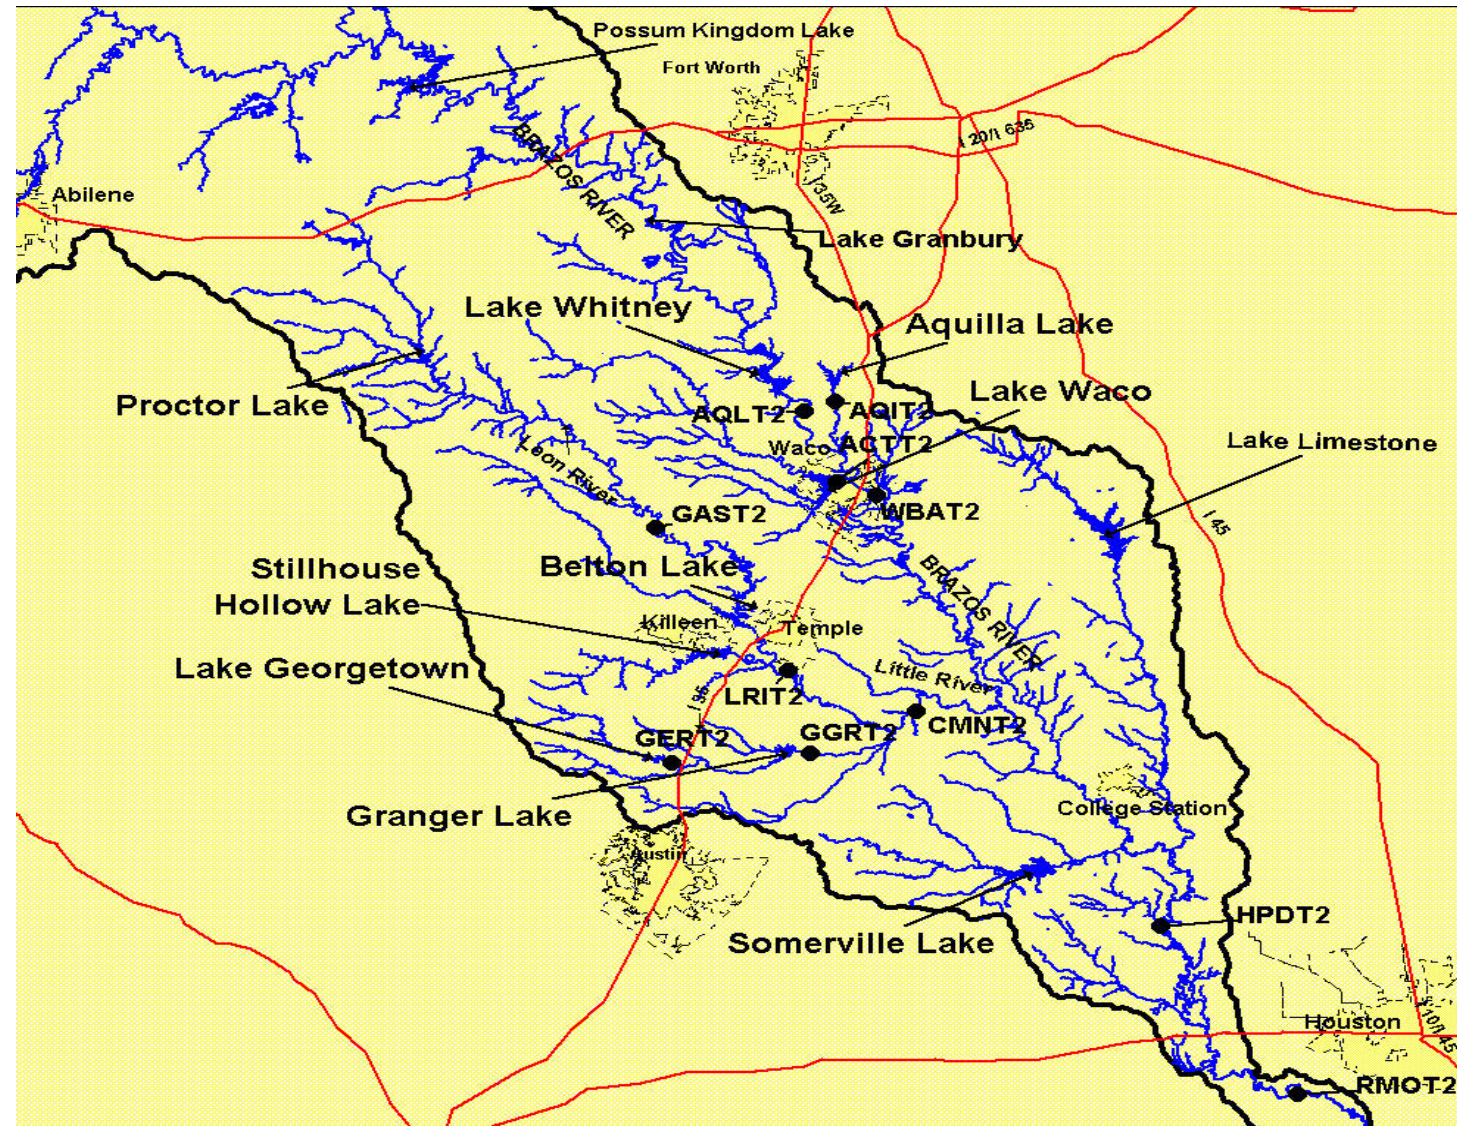 Possum Kingdom Lake
Fort Worth
BRAZOS RIVER
I 20/I 635
Abilene
I 35W
Lake Granbury
Lake Whitney
Aquilla Lake
Lake Waco
Proctor Lake
AQLT2
AQIT2
Waco
ACTT2
Lake Limestone
Leon River
GAST2
WBAT2
I 45
Stillhouse
Hollow Lake
Belton Lake
BRAZOS RIVER
Killeen
Temple
Lake Georgetown
Little River
LRIT2
I 35
GERT2
GGRT2
CMNT2
Granger Lake
College Station
Austin
Somerville Lake
HPDT2
Houston
I 10/I 45
RMOT2